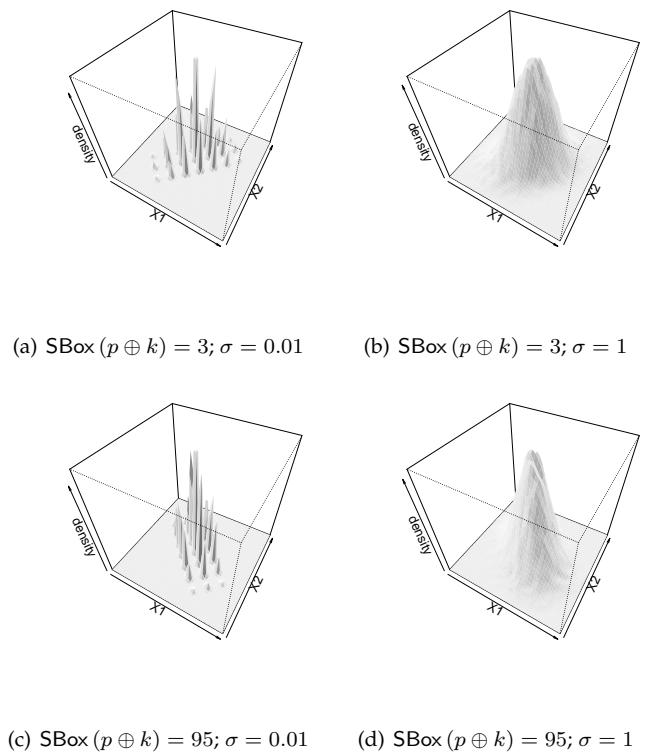 density
X1
X2
density
X1
X2
(a) SBox (p ⊕ k) = 3; σ = 0.01
(b) SBox (p ⊕ k) = 3; σ = 1
density
X1
X2
density
X1
X2
(c) SBox (p ⊕ k) = 95; σ = 0.01
(d) SBox (p ⊕ k) = 95; σ = 1